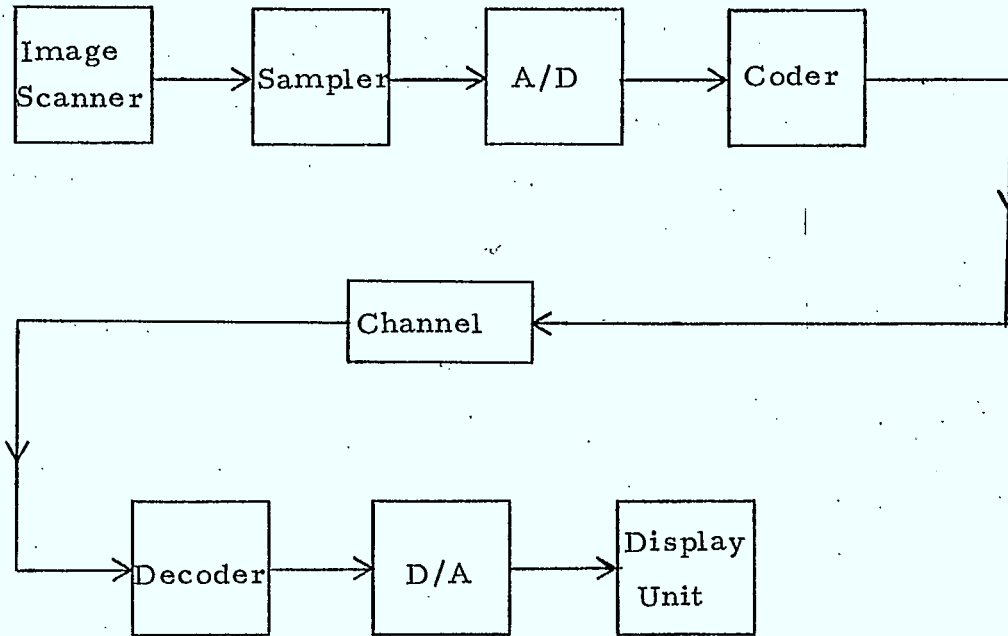 Image
Scanner
Sampler
A/D
Coder
Channel
Decoder
D/A
Display
Unit